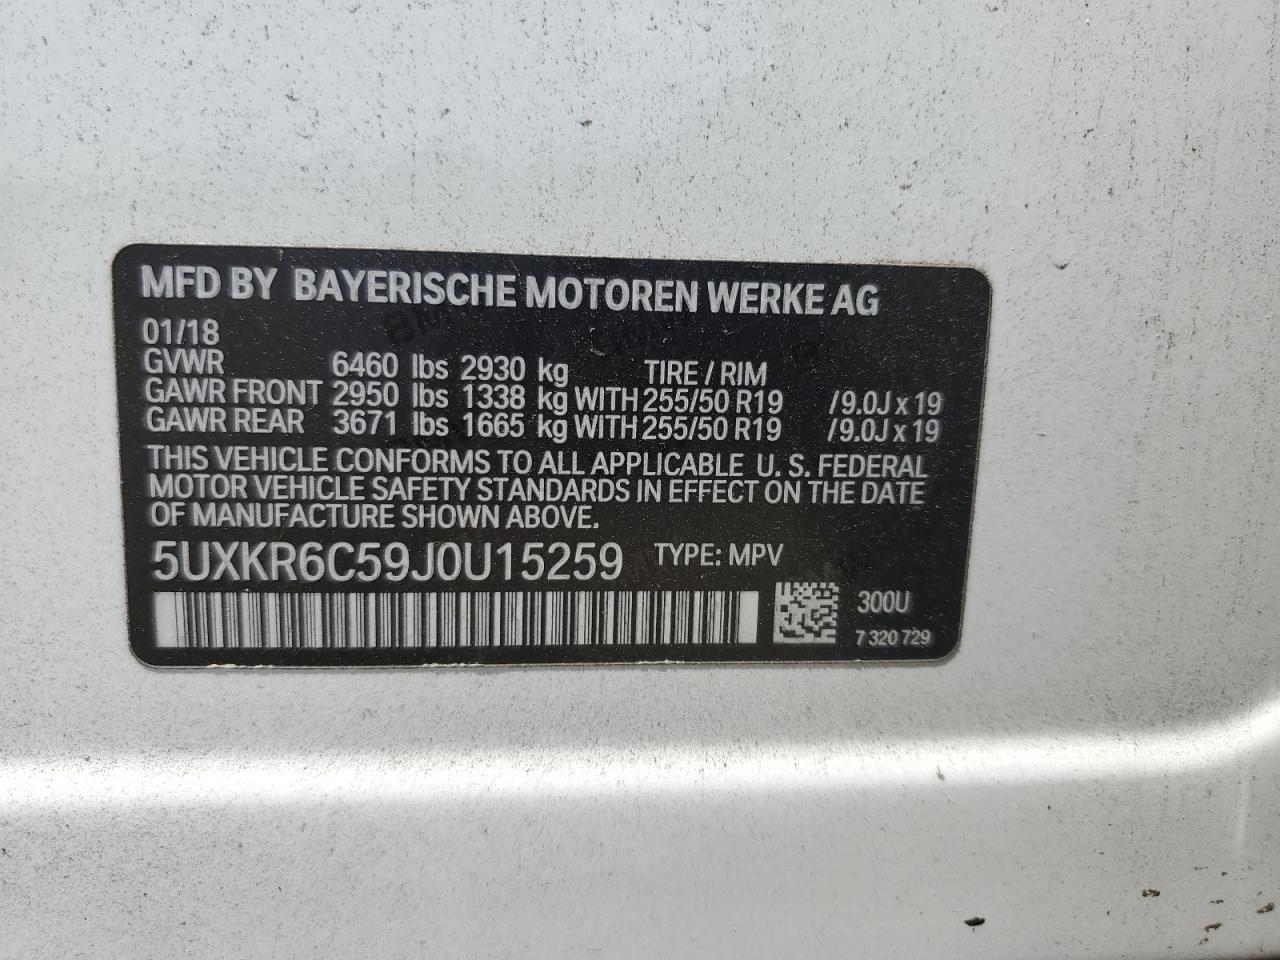 MFD BY BAYERISCHE MOTOREN WERKE AG
01/18
GVWR 6460 lbs 2930 kg TIRE / RIM
GAWR FRONT 2950 lbs 1338 kg WITH 255/50 R19 /9.0J x 19
GAWR REAR 3671 lbs 1665 kg WITH 255/50 R19 /9.0J x 19
THIS VEHICLE CONFORMS TO ALL APPLICABLE U. S. FEDERAL
MOTOR VEHICLE SAFETY STANDARDS IN EFFECT ON THE DATE
OF MANUFACTURE SHOWN ABOVE.
5UXKR6C59J0U15259 TYPE: MPV
300U
7 320 729